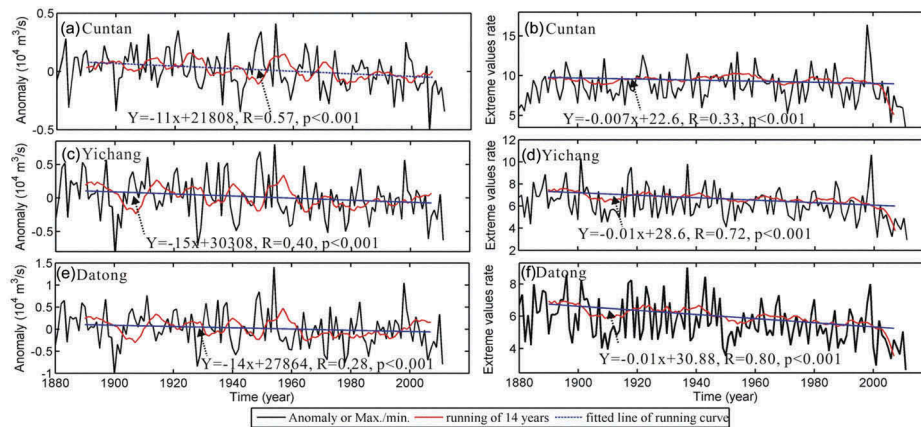 (a) Cuntan
Anomaly (10⁴ m³/s)
0.5
0
-0.5
Y=-11x+21808, R=0.57, p<0.001
(b) Cuntan
Extreme values rate
15
10
5
Y=-0.007x+22.6, R=0.33, p<0.001
(c) Yichang
Anomaly (10⁴ m³/s)
0.5
0
-0.5
Y=-15x+30308, R=0.40, p<0.001
(d) Yichang
Extreme values rate
12
10
8
6
4
2
Y=-0.01x+28.6, R=0.72, p<0.001
(e) Datong
Anomaly (10⁴ m³/s)
1
0.5
0
-0.5
-1
Y=-14x+27864, R=0.28, p<0.001
1880 1900 1920 1940 1960 1980 2000
Time (year)
(f) Datong
Extreme values rate
8
6
4
Y=-0.01x+30.88, R=0.80, p<0.001
1880 1900 1920 1940 1960 1980 2000
Time (year)
Anomaly or Max./min. running of 14 years fitted line of running curve